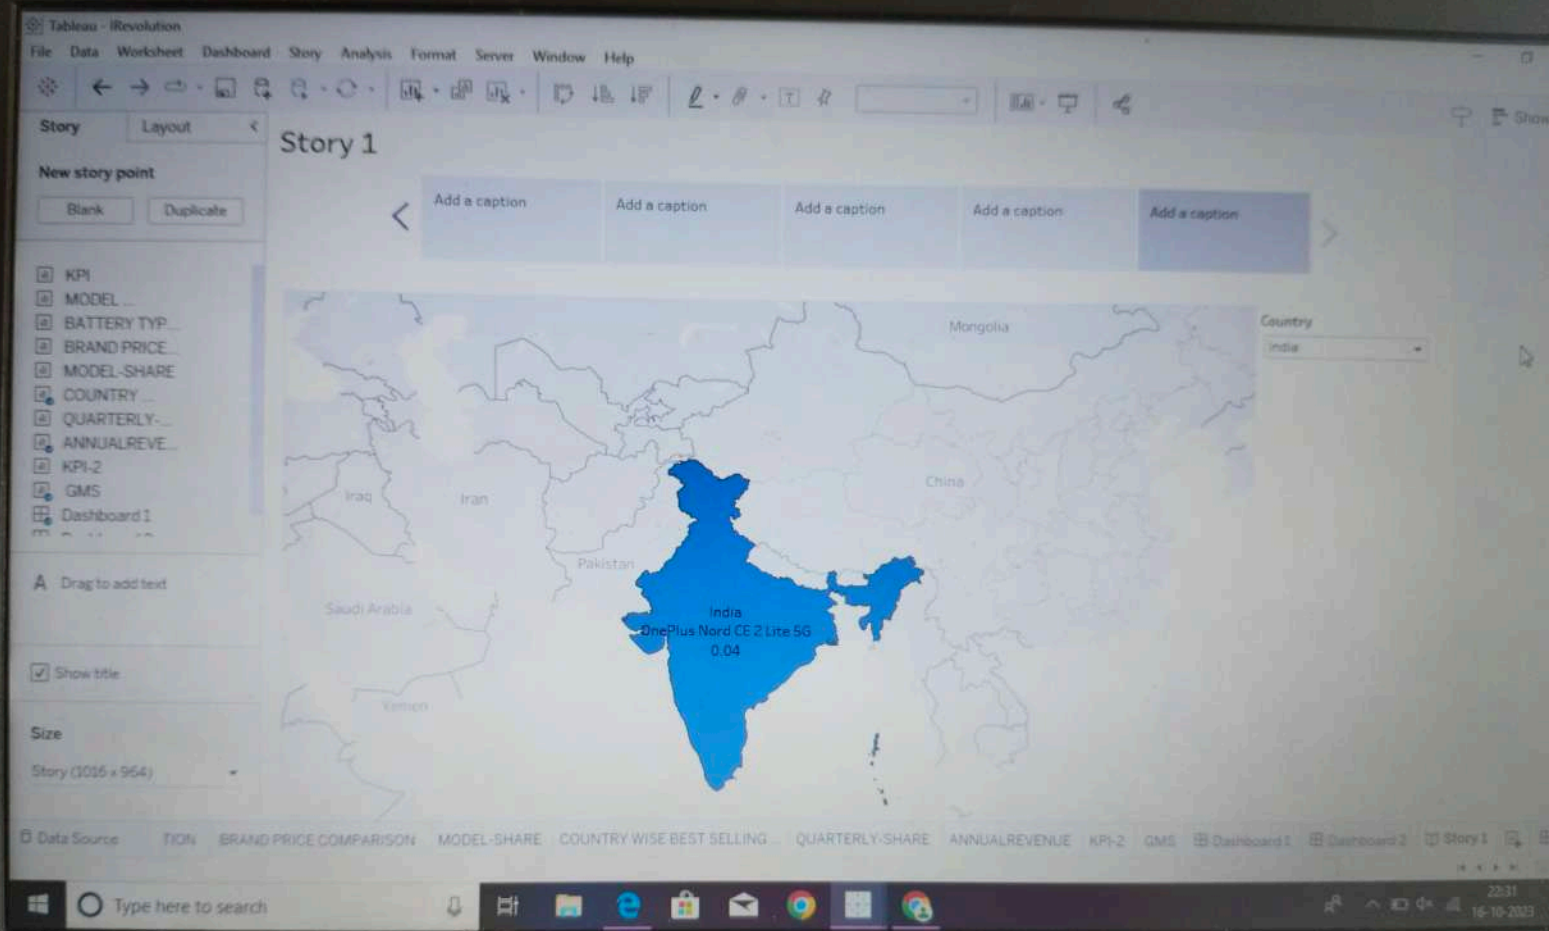 Tableau - iRevolution
File Data Worksheet Dashboard Story Analysis Format Server Window Help
Story Layout
Show
Story 1
New story point
Blank Duplicate
Add a caption Add a caption Add a caption Add a caption Add a caption
KPI
MODEL ...
BATTERY TYP...
BRAND PRICE...
MODEL-SHARE
COUNTRY ...
QUARTERLY-...
ANNUALREVE...
KPI-2
GMS
Dashboard 1
A Drag to add text
Show title
Size
Story (1016 x 964)
Country
India
Mongolia
China
Iraq
Iran
Pakistan
Saudi Arabia
Yemen
India
OnePlus Nord CE 2 Lite 5G
0.04
Data Source TION BRAND PRICE COMPARISON MODEL-SHARE COUNTRY WISE BEST SELLING ... QUARTERLY-SHARE ANNUALREVENUE KPI-2 GMS Dashboard 1 Dashboard 2 Story 1
Type here to search
22:31
16-10-2023